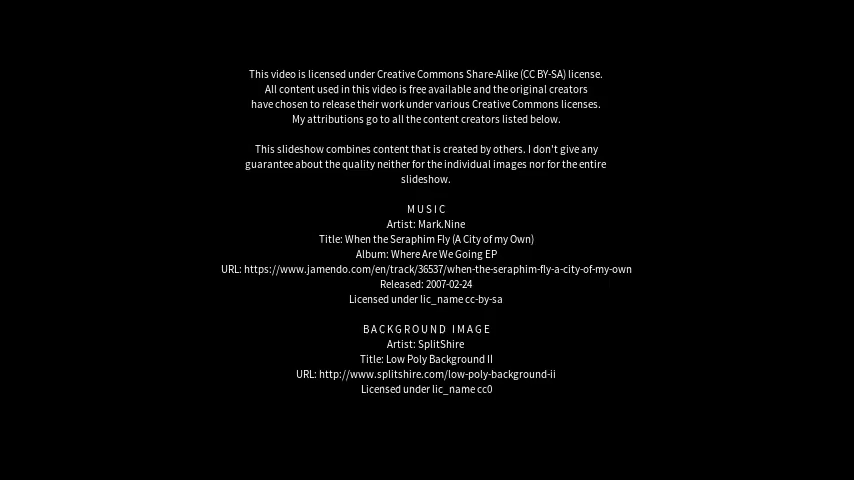 This video is licensed under Creative Commons Share-Alike (CC BY-SA) license.
All content used in this video is free available and the original creators
have chosen to release their work under various Creative Commons licenses.
My attributions go to all the content creators listed below.
This slideshow combines content that is created by others. I don't give any
guarantee about the quality neither for the individual images nor for the entire
slideshow.
MUSIC
Artist: Mark.Nine
Title: When the Seraphim Fly (A City of my Own)
Album: Where Are We Going EP
URL: https://www.jamendo.com/en/track/36537/when-the-seraphim-fly-a-city-of-my-own
Released: 2007-02-24
Licensed under lic_name cc-by-sa
BACKGROUND IMAGE
Artist: SplitShire
Title: Low Poly Background II
URL: http://www.splitshire.com/low-poly-background-ii
Licensed under lic_name cc0